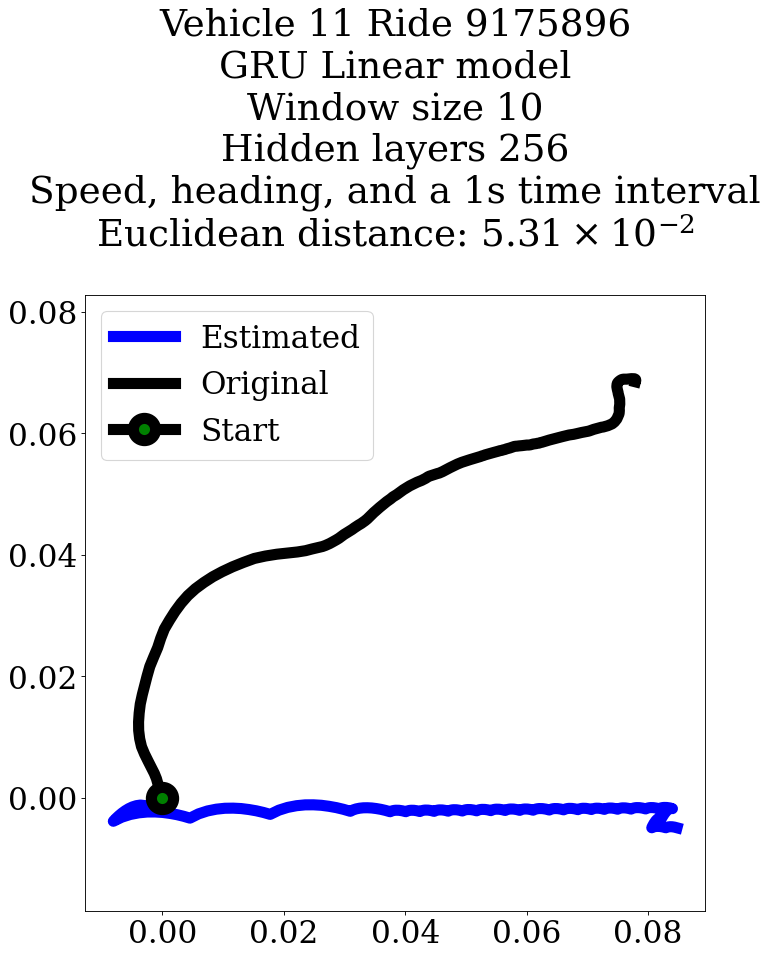 Vehicle 11 Ride 9175896
GRU Linear model
Window size 10
Hidden layers 256
Speed, heading, and a 1s time interval
Euclidean distance: 5.31 × 10⁻²
Estimated
Original
Start
0.08
0.06
0.04
0.02
0.00
0.00 0.02 0.04 0.06 0.08